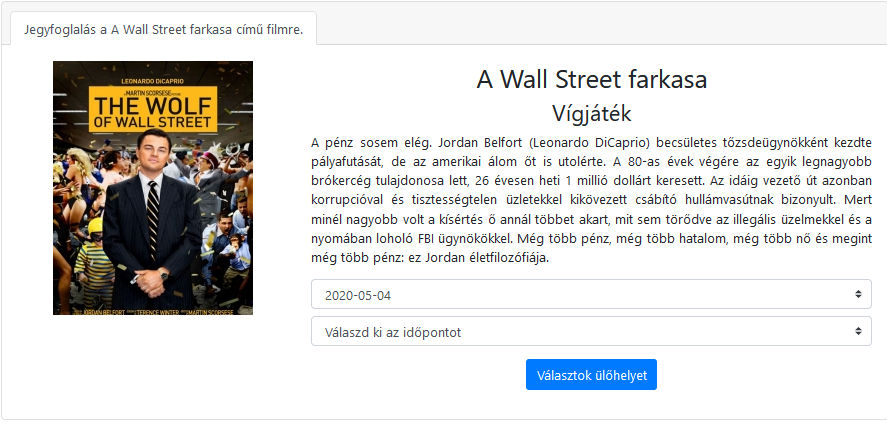 Jegyfoglalás a A Wall Street farkasa című filmre.
LEONARDO DiCAPRIO
A MARTIN SCORSESE PICTURE
THE WOLF
OF WALL STREET
JORDAN BELFORT
TERENCE WINTER
MARTIN SCORSESE
A Wall Street farkasa
Vígjáték
A pénz sosem elég. Jordan Belfort (Leonardo DiCaprio) becsületes tőzsdeügynökként kezdte
pályafutását, de az amerikai álom őt is utolérte. A 80-as évek végére az egyik legnagyobb
brókercég tulajdonosa lett, 26 évesen heti 1 millió dollárt keresett. Az idáig vezető út azonban
korrupcióval és tisztességtelen üzletekkel kikövezett csábító hullámvasútnak bizonyult. Mert
minél nagyobb volt a kísértés ő annál többet akart, mit sem törődve az illegális üzelmekkel és a
nyomában loholó FBI ügynökökkel. Még több pénz, még több hatalom, még több nő és megint
még több pénz: ez Jordan életfilozófiája.
2020-05-04
Válaszd ki az időpontot
Választok ülőhelyet